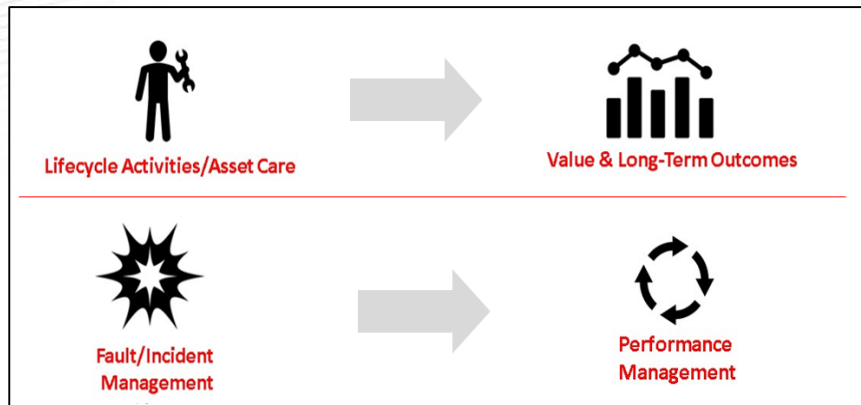 Lifecycle Activities/Asset Care
Value & Long-Term Outcomes
Fault/Incident
Management
Performance
Management